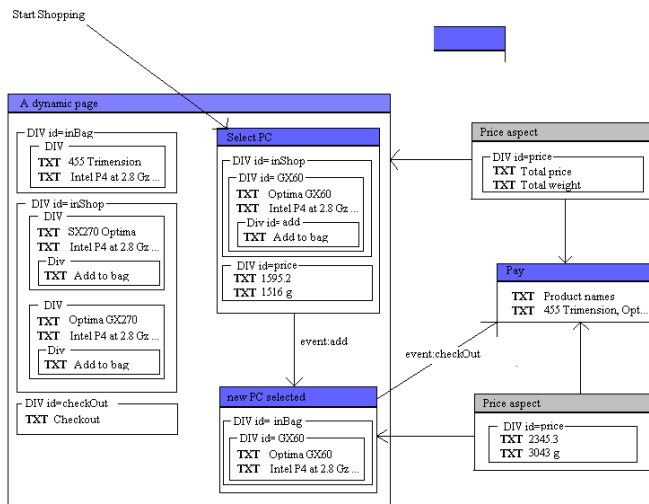 Start Shopping
A dynamic page
DIV id=inBag
DIV
TXT 455 Trimension
TXT Intel P4 at 2.8 Gz ...
DIV id=inShop
DIV
TXT SX270 Optima
TXT Intel P4 at 2.8 Gz ...
Div
TXT Add to bag
DIV
TXT Optima GX270
TXT Intel P4 at 2.8 Gz ...
Div
TXT Add to bag
DIV id=checkOut
TXT Checkout
Select PC
DIV id=inShop
DIV id= GX60
TXT Optima GX60
TXT Intel P4 at 2.8 Gz ...
Div id= add
TXT Add to bag
DIV id=price
TXT 1595.2
TXT 1516 g
event:add
new PC selected
DIV id= inBag
DIV id= GX60
TXT Optima GX60
TXT Intel P4 at 2.8 Gz ...
event:checkOut
Price aspect
DIV id=price
TXT Total price
TXT Total weight
Pay
TXT Product names
TXT 455 Trimension, Opt...
Price aspect
DIV id=price
TXT 2345.3
TXT 3043 g